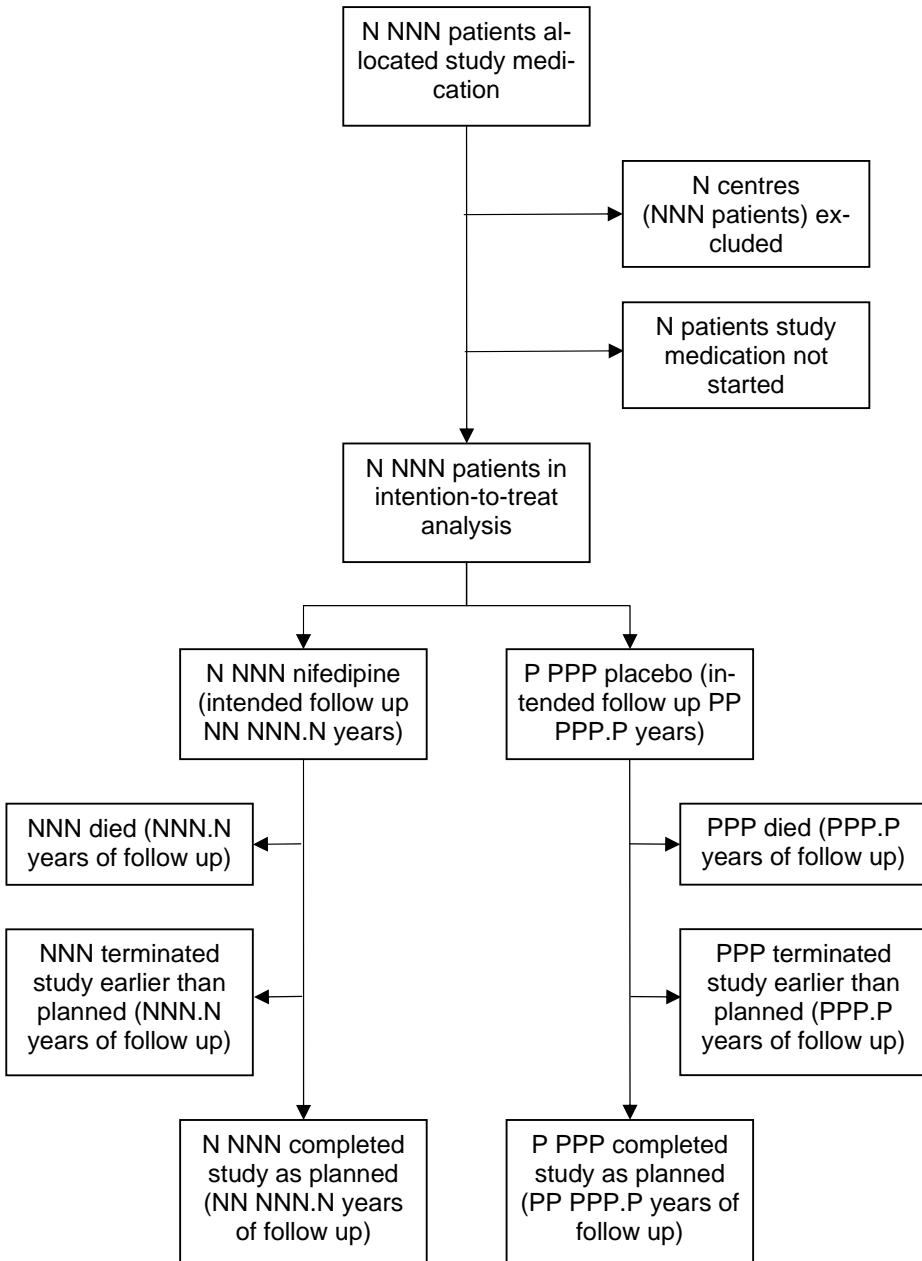 N NNN patients al-
located study medi-
cation
N centres
(NNN patients) ex-
cluded
N patients study
medication not
started
N NNN patients in
intention-to-treat
analysis
N NNN nifedipine
(intended follow up
NN NNN.N years)
P PPP placebo (in-
tended follow up PP
PPP.P years)
NNN died (NNN.N
years of follow up)
PPP died (PPP.P
years of follow up)
NNN terminated
study earlier than
planned (NNN.N
years of follow up)
PPP terminated
study earlier than
planned (PPP.P
years of follow up)
N NNN completed
study as planned
(NN NNN.N years
of follow up)
P PPP completed
study as planned
(PP PPP.P years of
follow up)